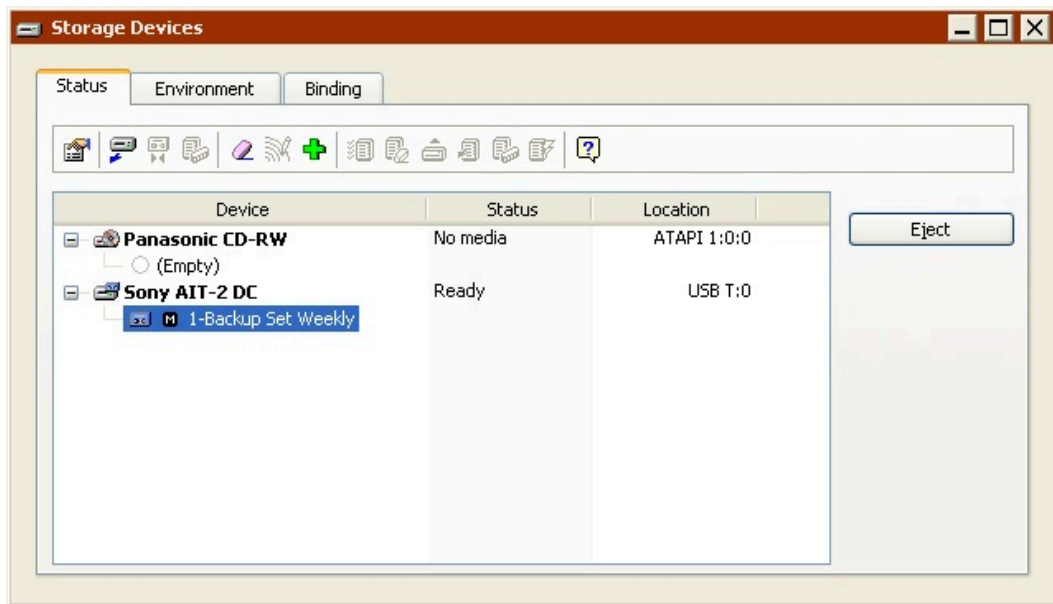 Storage Devices
Status Environment Binding
Device Status Location
Panasonic CD-RW No media ATAPI 1:0:0
Eject
(Empty)
Sony AIT-2 DC Ready USB T:0
M 1-Backup Set Weekly